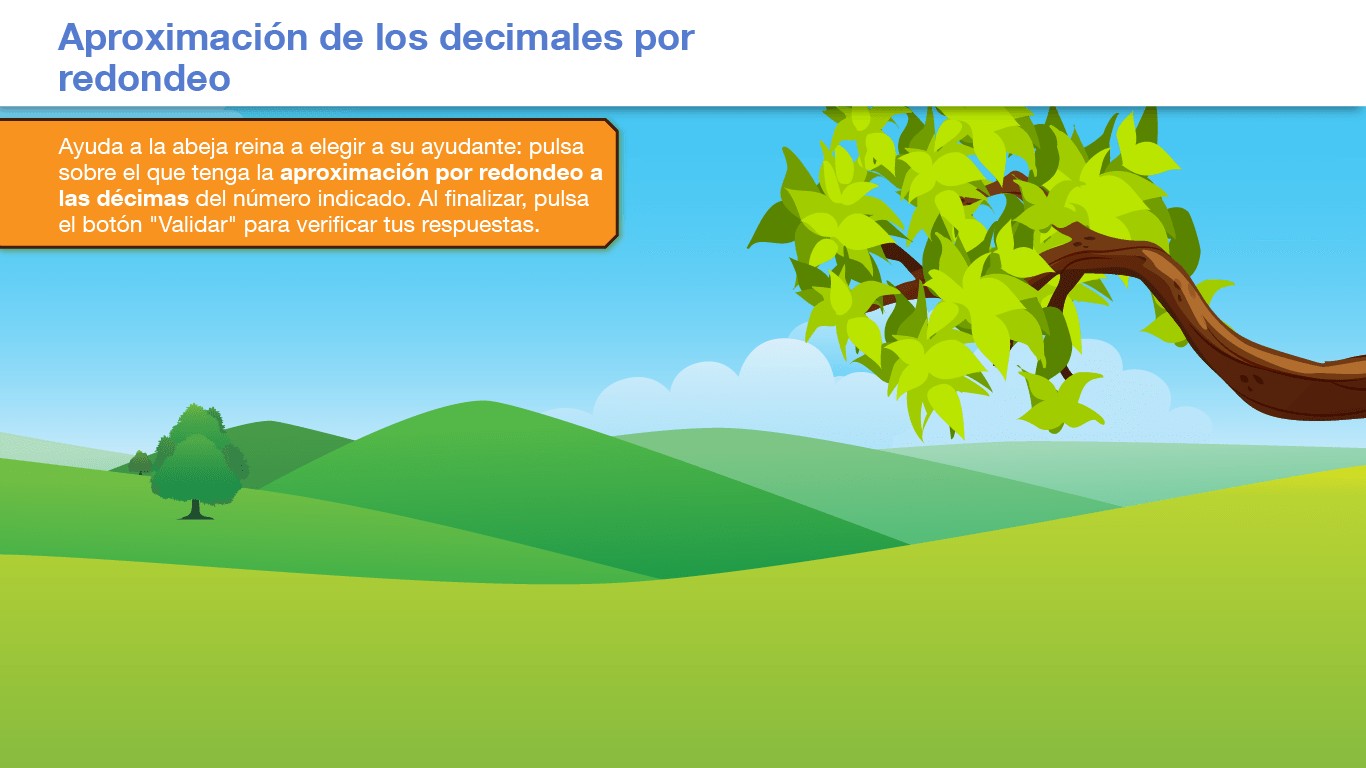 Aproximación de los decimales por
redondeo
Ayuda a la abeja reina a elegir a su ayudante: pulsa
sobre el que tenga la aproximación por redondeo a
las décimas del número indicado. Al finalizar, pulsa
el botón "Validar" para verificar tus respuestas.